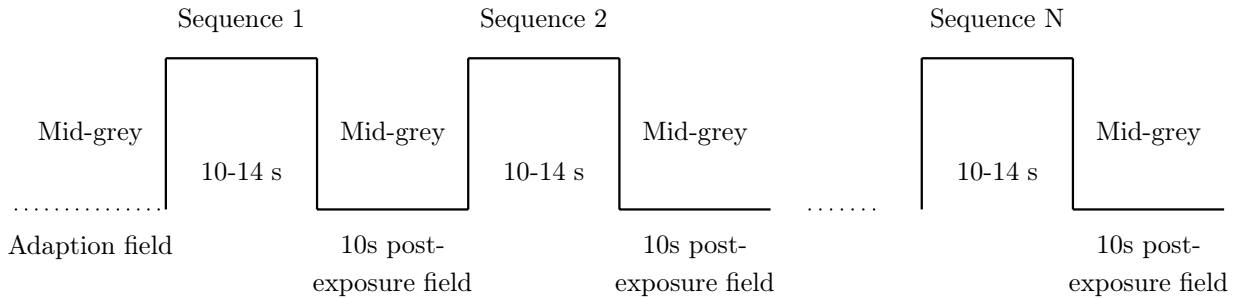 Sequence 1
Sequence 2
Sequence N
Mid-grey
Mid-grey
Mid-grey
Mid-grey
10-14 s
10-14 s
10-14 s
Adaption field
10s post-
exposure field
10s post-
exposure field
10s post-
exposure field